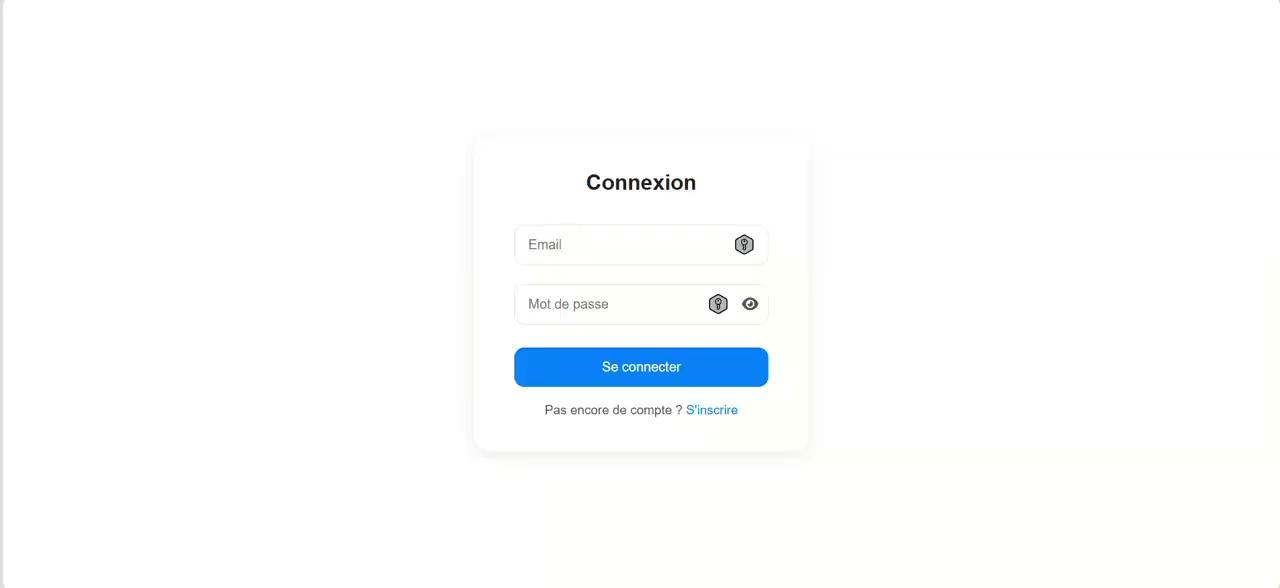 Connexion
Email
Mot de passe
Se connecter
Pas encore de compte ? S'inscrire